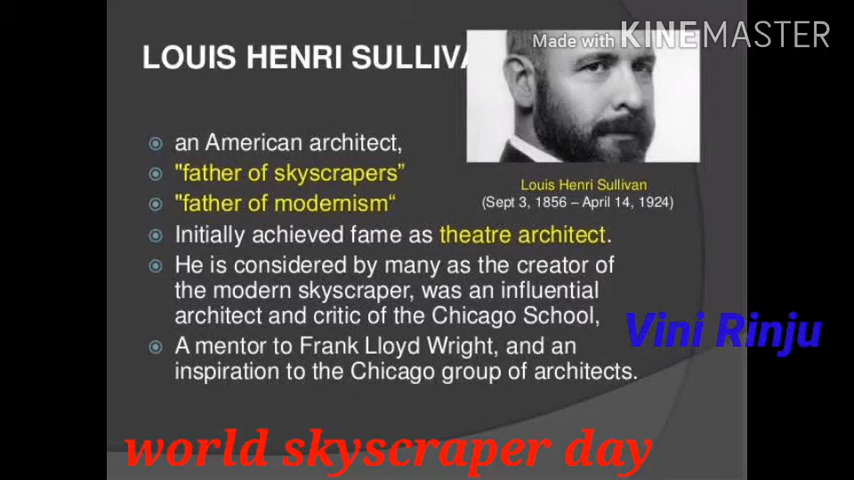 Made with KINEMASTER
LOUIS HENRI SULLIVA
an American architect,
"father of skyscrapers”
"father of modernism“
Louis Henri Sullivan
(Sept 3, 1856 – April 14, 1924)
Initially achieved fame as theatre architect.
He is considered by many as the creator of
the modern skyscraper, was an influential
architect and critic of the Chicago School,
Vini Rinju
A mentor to Frank Lloyd Wright, and an
inspiration to the Chicago group of architects.
world skyscraper day